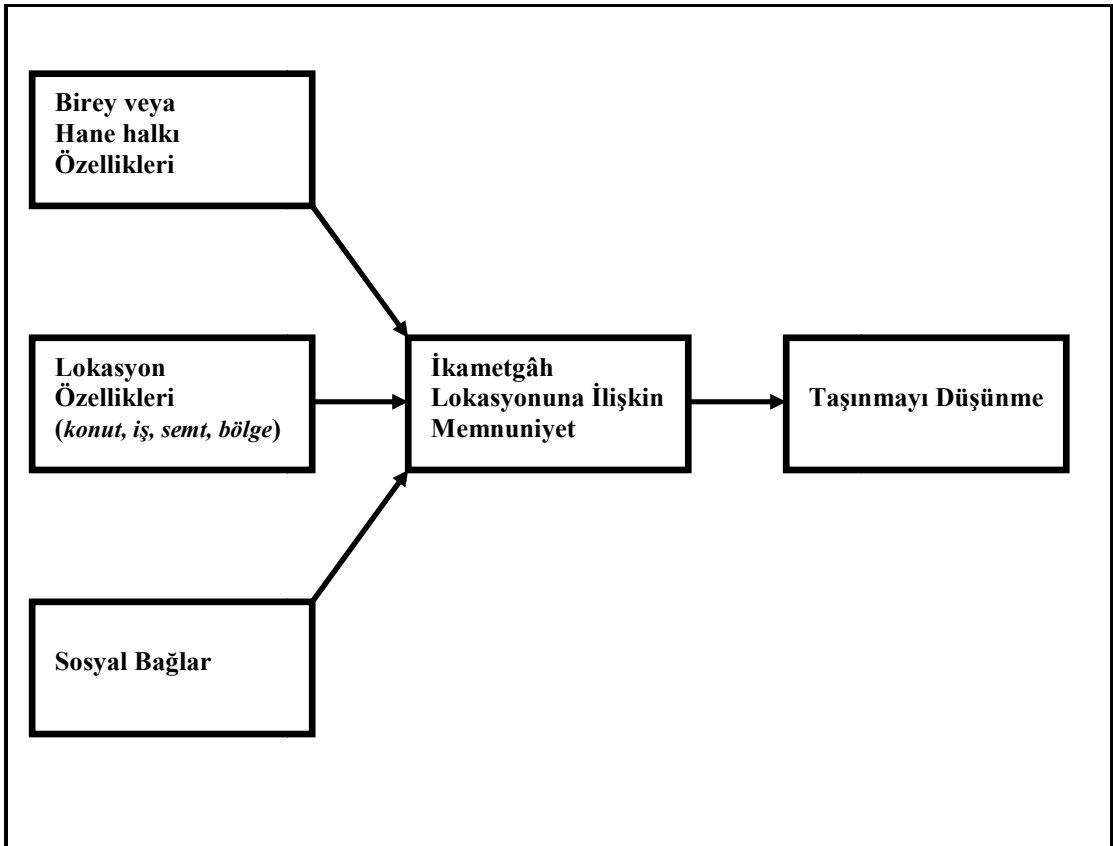 Birey veya
Hane halkı
Özellikleri
Lokasyon
Özellikleri
(konut, iş, semt, bölge)
Sosyal Bağlar
İkametgâh
Lokasyonuna İlişkin
Memnuniyet
Taşınmayı Düşünme